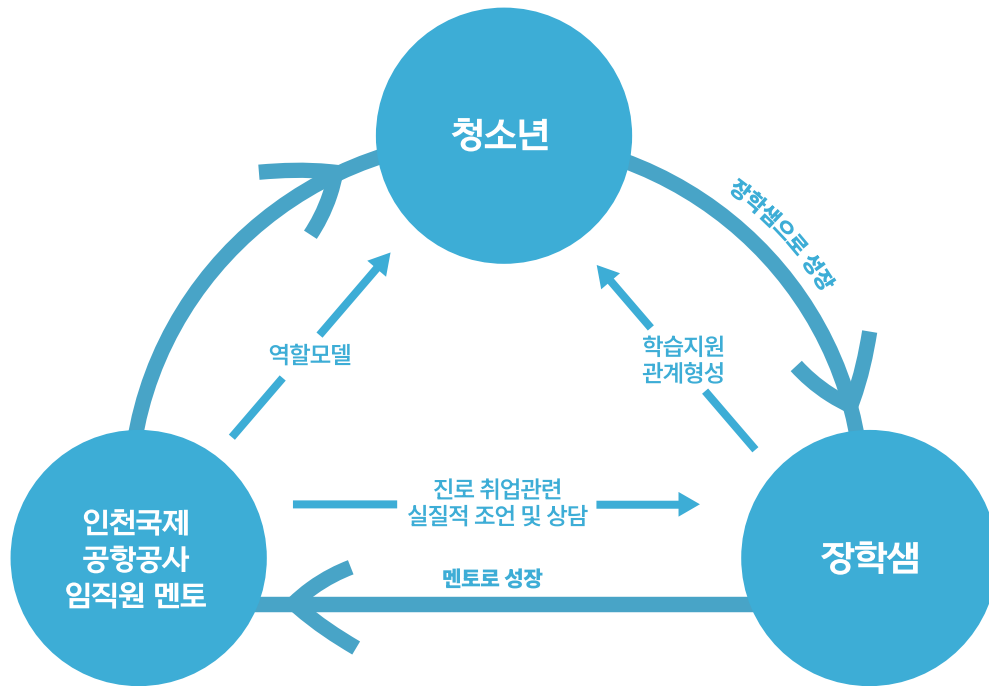 청소년
장학샘으로 성장
역할모델
학습지원
관계형성
진로 취업관련
실질적 조언 및 상담
인천국제
공항공사
임직원 멘토
멘토로 성장
장학샘